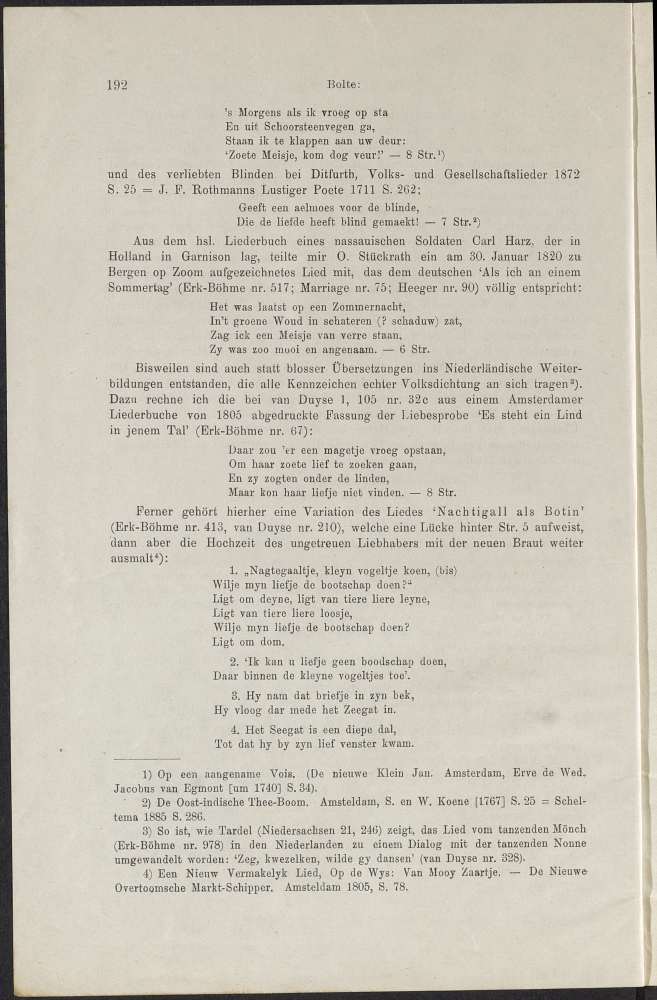 192
Bolte:
's Morgens als ik vroeg op sta
En uit Schoorsteenvegen ga,
Staan ik te klappen aan uw deur:
‘Zoete Meisje, kom dog veur!’ — 8 Str.¹)
und des verliebten Blinden bei Ditfurth, Volks- und Gesellschaftslieder 1872
S. 25 = J. F. Rothmanns Lustiger Poete 1711 S. 262;
Geeft een aelmoes voor de blinde,
Die de liefde heeft blind gemaekt! — 7 Str.²)
Aus dem hsl. Liederbuch eines nassauischen Soldaten Carl Harz, der in
Holland in Garnison lag, teilte mir O. Stückrath ein am 30. Januar 1820 zu
Bergen op Zoom aufgezeichnetes Lied mit, das dem deutschen ‘Als ich an einem
Sommertag’ (Erk-Böhme nr. 517; Marriage nr. 75; Heeger nr. 90) völlig entspricht:
Het was laatst op een Zommernacht,
In't groene Woud in schateren (? schaduw) zat,
Zag ick een Meisje van verre staan,
Zy was zoo mooi en angenaam. — 6 Str.
Bisweilen sind auch statt blosser Übersetzungen ins Niederländische Weiter-
bildungen entstanden, die alle Kennzeichen echter Volksdichtung an sich tragen³).
Dazu rechne ich die bei van Duyse 1, 105 nr. 32c aus einem Amsterdamer
Liederbuche von 1805 abgedruckte Fassung der Liebesprobe ‘Es steht ein Lind
in jenem Tal’ (Erk-Böhme nr. 67):
Daar zou 'er een magetje vroeg opstaan,
Om haar zoete lief te zoeken gaan,
En zy zogten onder de linden,
Maar kon haar liefje niet vinden. — 8 Str.
Ferner gehört hierher eine Variation des Liedes ‘Nachtigall als Botin’
(Erk-Böhme nr. 413, van Duyse nr. 210), welche eine Lücke hinter Str. 5 aufweist,
dann aber die Hochzeit des ungetreuen Liebhabers mit der neuen Braut weiter
ausmalt⁴):
1. „Nagtegaaltje, kleyn vogeltje koen, (bis)
Wilje myn liefje de bootschap doen?“
Ligt om deyne, ligt van tiere liere leyne,
Ligt van tiere liere loosje,
Wilje myn liefje de bootschap doen?
Ligt om dom.
2. ‘Ik kan u liefje geen boodschap doen,
Daar binnen de kleyne vogeltjes toe’.
3. Hy nam dat briefje in zyn bek,
Hy vloog dar mede het Zeegat in.
4. Het Seegat is een diepe dal,
Tot dat hy by zyn lief venster kwam.
1) Op een aangename Vois. (De nieuwe Klein Jan. Amsterdam, Erve de Wed.
Jacobus van Egmont [um 1740] S. 34).
2) De Oost-indische Thee-Boom. Amsteldam, S. en W. Koene [1767] S. 25 = Schel-
tema 1885 S. 286.
3) So ist, wie Tardel (Niedersachsen 21, 246) zeigt, das Lied vom tanzenden Mönch
(Erk-Böhme nr. 978) in den Niederlanden zu einem Dialog mit der tanzenden Nonne
umgewandelt worden: ‘Zeg, kwezelken, wilde gy dansen’ (van Duyse nr. 328).
4) Een Nieuw Vermakelyk Lied, Op de Wys: Van Mooy Zaartje. — De Nieuwe
Overtoomsche Markt-Schipper. Amsteldam 1805, S. 78.